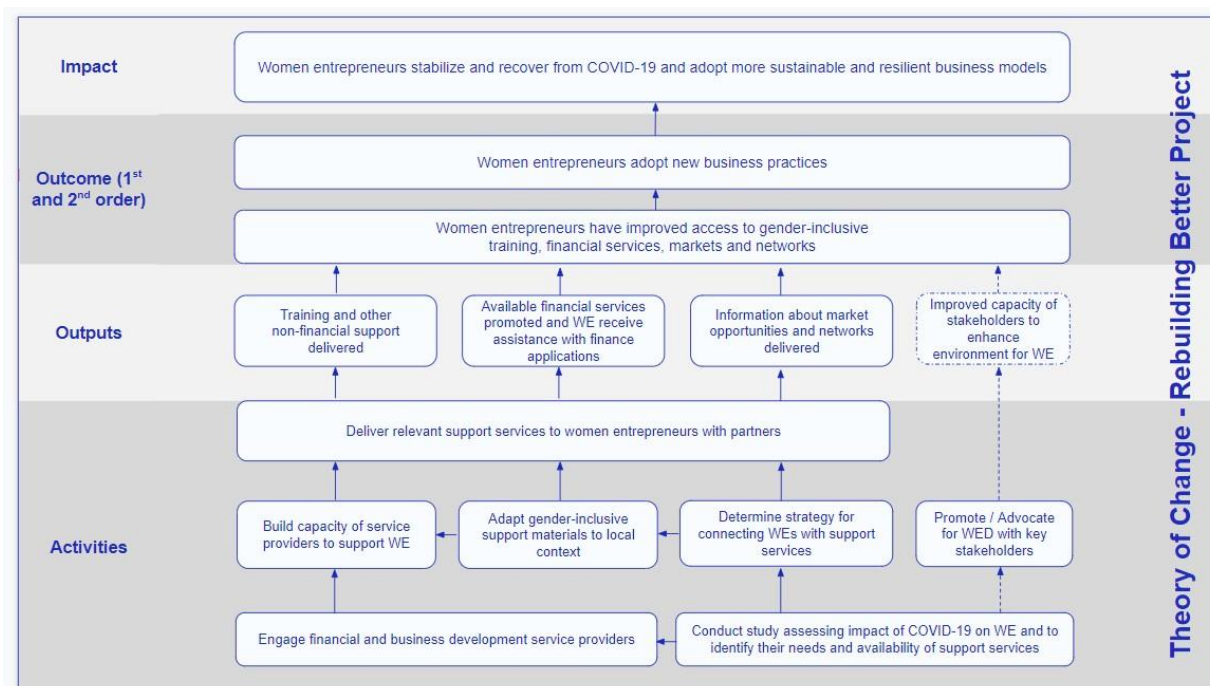 Impact
Women entrepreneurs stabilize and recover from COVID-19 and adopt more sustainable and resilient business models
Outcome (1st
and 2nd order)
Women entrepreneurs adopt new business practices
Women entrepreneurs have improved access to gender-inclusive
training, financial services, markets and networks
Outputs
Training and other
non-financial support
delivered
Available financial services
promoted and WE receive
assistance with finance
applications
Information about market
opportunities and networks
delivered
Improved capacity of
stakeholders to
enhance
environment for WE
Activities
Deliver relevant support services to women entrepreneurs with partners
Build capacity of service
providers to support WE
Adapt gender-inclusive
support materials to local
context
Determine strategy for
connecting WEs with support
services
Promote / Advocate
for WED with key
stakeholders
Engage financial and business development service providers
Conduct study assessing impact of COVID-19 on WE and to
identify their needs and availability of support services
Theory of Change - Rebuilding Better Project